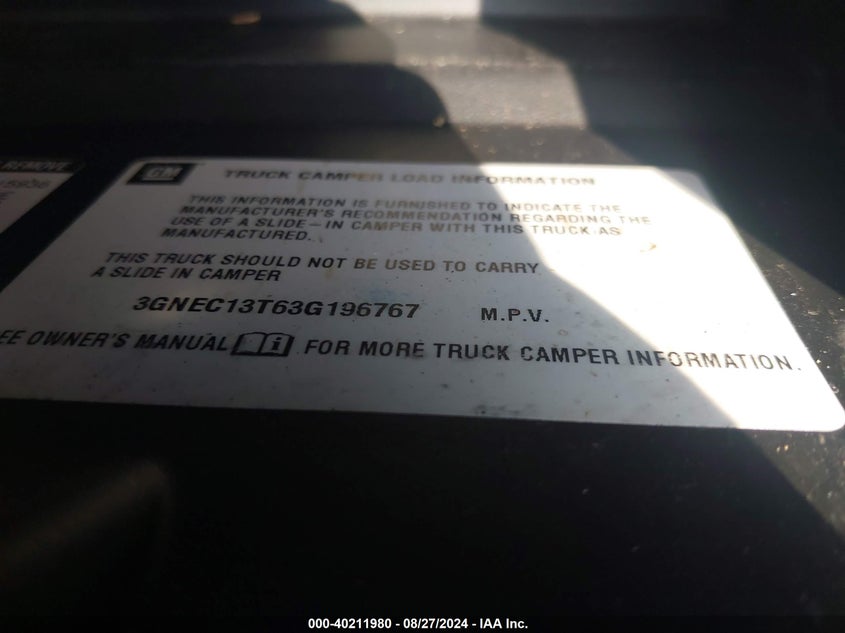 REMOVE
15936
GM TRUCK CAMPER LOAD INFORMATION
THIS INFORMATION IS FURNISHED TO INDICATE THE
MANUFACTURER'S RECOMMENDATION REGARDING THE
USE OF A SLIDE-IN CAMPER WITH THIS TRUCK AS
MANUFACTURED.
THIS TRUCK SHOULD NOT BE USED TO CARRY
A SLIDE IN CAMPER
3GNEC13T63G196767 M.P.V.
EE OWNER'S MANUAL FOR MORE TRUCK CAMPER INFORMATION.
000-40211980 - 08/27/2024 - IAA Inc.